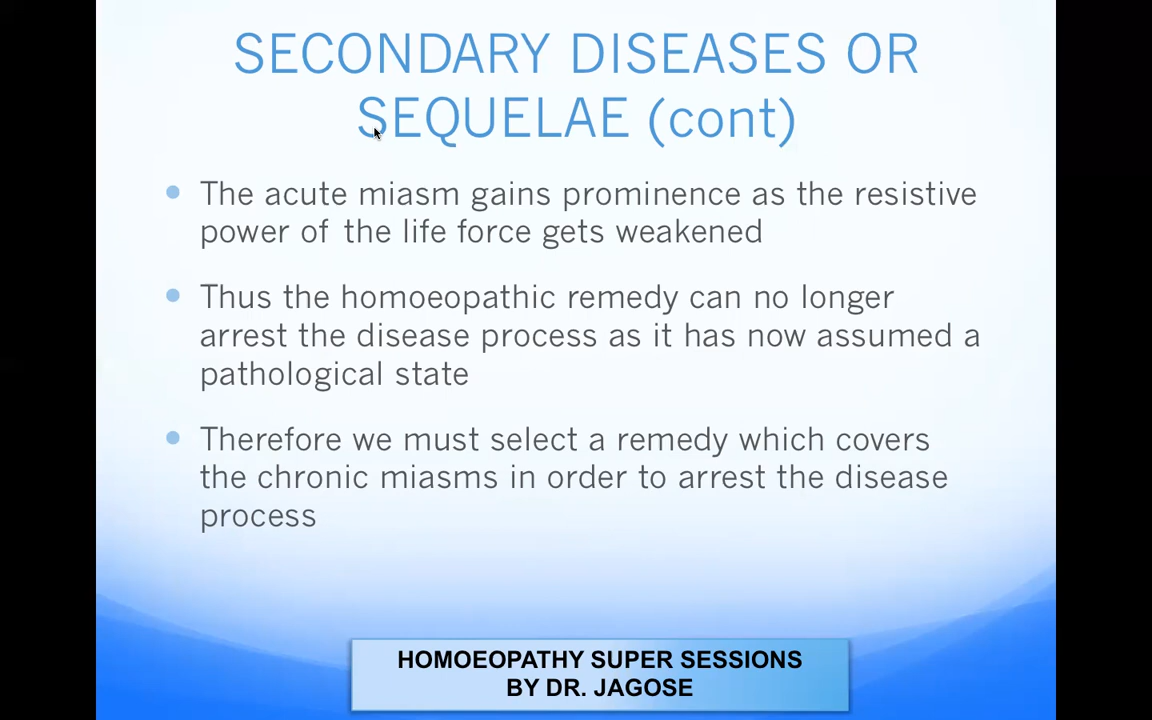 SECONDARY DISEASES OR
SEQUELAE (cont)
• The acute miasm gains prominence as the resistive
power of the life force gets weakened
• Thus the homoeopathic remedy can no longer
arrest the disease process as it has now assumed a
pathological state
• Therefore we must select a remedy which covers
the chronic miasms in order to arrest the disease
process
HOMOEOPATHY SUPER SESSIONS
BY DR. JAGOSE